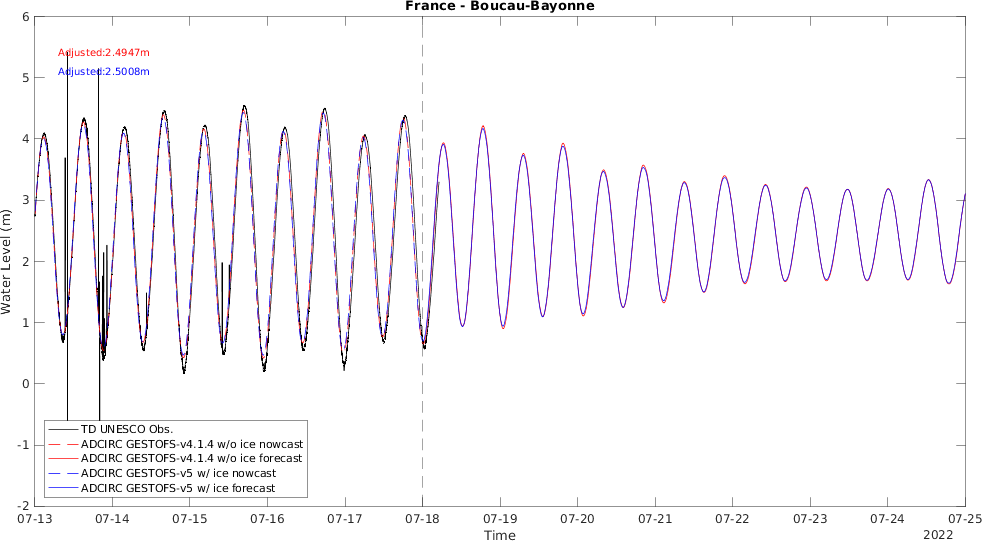 France - Boucau-Bayonne
Adjusted:2.4947m
Adjusted:2.5008m
Water Level (m)
6
5
4
3
2
1
0
-1
-2
TD UNESCO Obs.
ADCIRC GESTOFS-v4.1.4 w/o ice nowcast
ADCIRC GESTOFS-v4.1.4 w/o ice forecast
ADCIRC GESTOFS-v5 w/ ice nowcast
ADCIRC GESTOFS-v5 w/ ice forecast
07-13 07-14 07-15 07-16 07-17 07-18 07-19 07-20 07-21 07-22 07-23 07-24 07-25
Time
2022